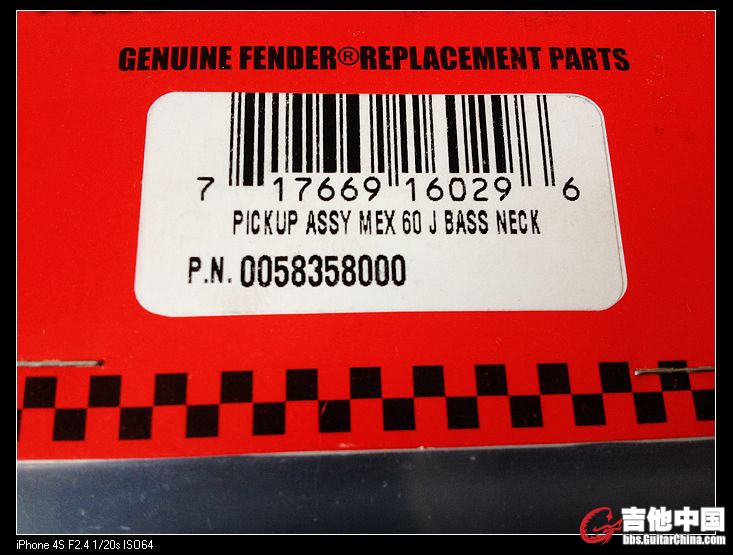 GENUINE FENDER®REPLACEMENT PARTS
7 17669 16029 6
PICKUP ASSY MEX 60 J BASS NECK
P.N. 0058358000
吉他中国
bbs.GuitarChina.com
iPhone 4S F2.4 1/20s ISO64